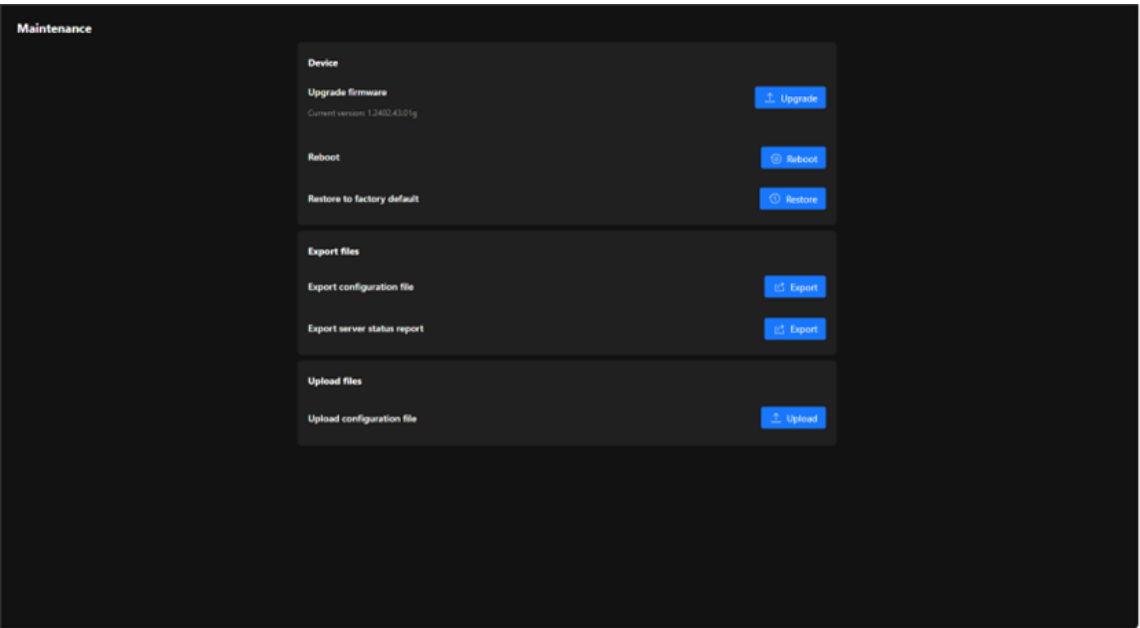 Maintenance
Device
Upgrade firmware
Upgrade
Current version: 1.2402.43.01g
Reboot
Reboot
Restore to factory default
Restore
Export files
Export configuration file
Export
Export server status report
Export
Upload files
Upload configuration file
Upload